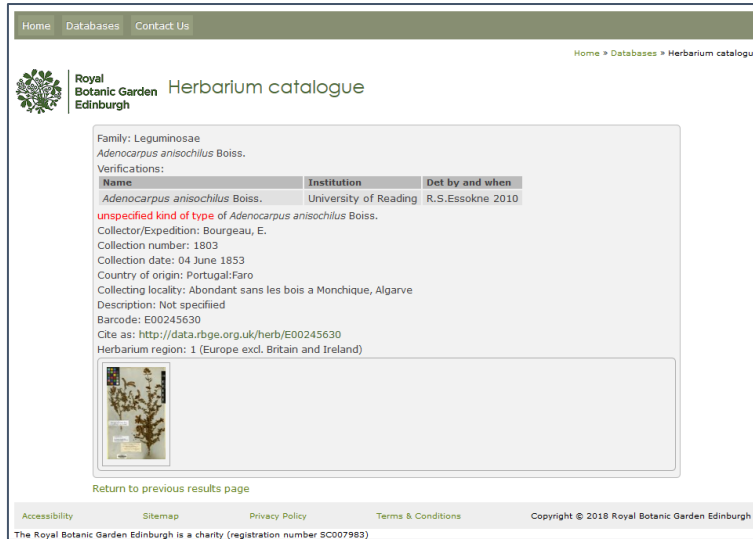 Home Databases Contact Us
Home » Databases » Herbarium catalogu
Royal
Botanic Garden
Edinburgh
Herbarium catalogue
Family: Leguminosae
Adenocarpus anisochilus Boiss.
Verifications:
Name Institution Det by and when
Adenocarpus anisochilus Boiss. University of Reading R.S.Essokne 2010
unspecified kind of type of Adenocarpus anisochilus Boiss.
Collector/Expedition: Bourgeau, E.
Collection number: 1803
Collection date: 04 June 1853
Country of origin: Portugal:Faro
Collecting locality: Abondant sans les bois a Monchique, Algarve
Description: Not specifiied
Barcode: E00245630
Cite as: http://data.rbge.org.uk/herb/E00245630
Herbarium region: 1 (Europe excl. Britain and Ireland)
Return to previous results page
Accessibility Sitemap Privacy Policy Terms & Conditions Copyright © 2018 Royal Botanic Garden Edinburgh
The Royal Botanic Garden Edinburgh is a charity (registration number SC007983)